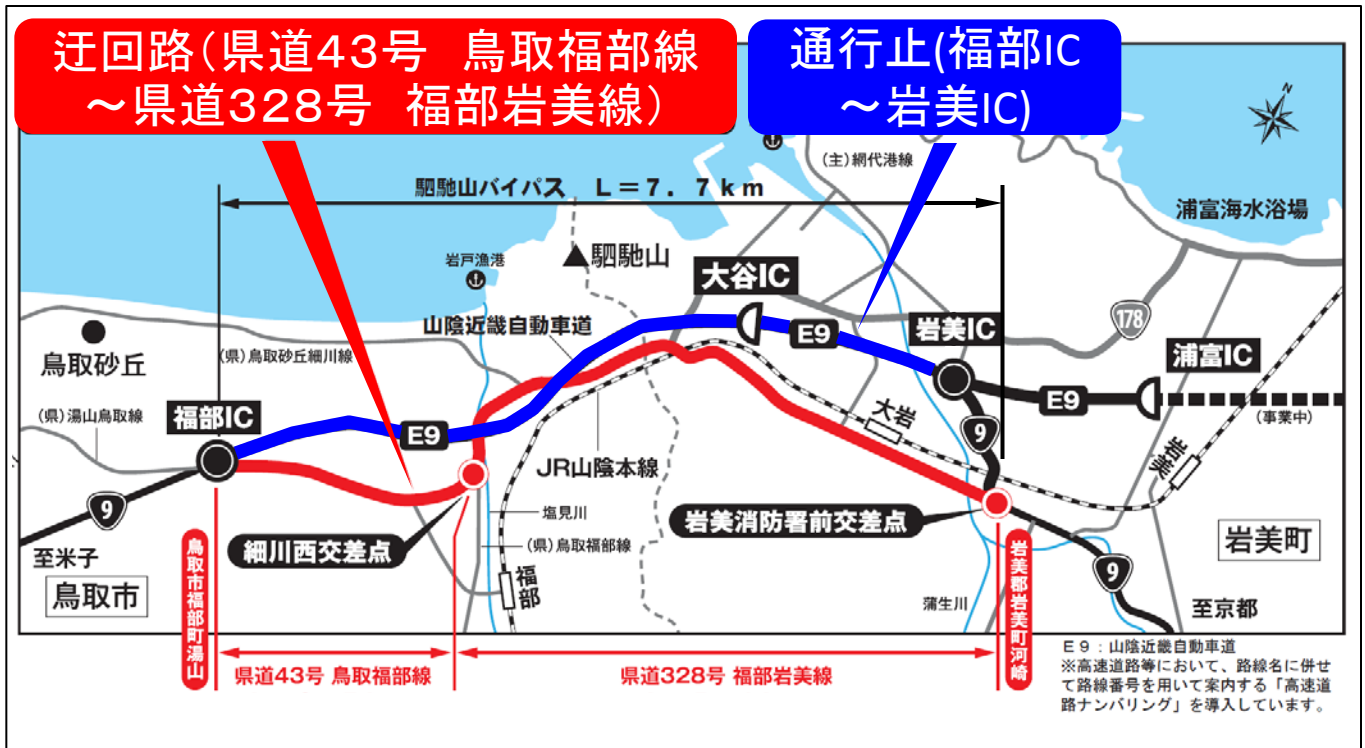 迂回路(県道43号 鳥取福部線
～県道328号 福部岩美線)
通行止(福部IC
～岩美IC)
N
(主)網代港線
駟馳山バイパス L=7.7km
浦富海水浴場
岩戸漁港
駟馳山
大谷IC
178
山陰近畿自動車道
E9
岩美IC
浦富IC
鳥取砂丘
(県)鳥取砂丘細川線
E9
(事業中)
(県)湯山鳥取線
福部IC
E9
大岩
9
岩美
JR山陰本線
9
塩見川
岩美消防署前交差点
細川西交差点
(県)鳥取福部線
岩美町
至米子
9
鳥取市
福部
蒲生川
至京都
鳥取市福部町湯山
岩美郡岩美町河崎
県道43号 鳥取福部線
県道328号 福部岩美線
E9:山陰近畿自動車道
※高速道路等において、路線名に併せ
て路線番号を用いて案内する「高速道
路ナンバリング」を導入しています。